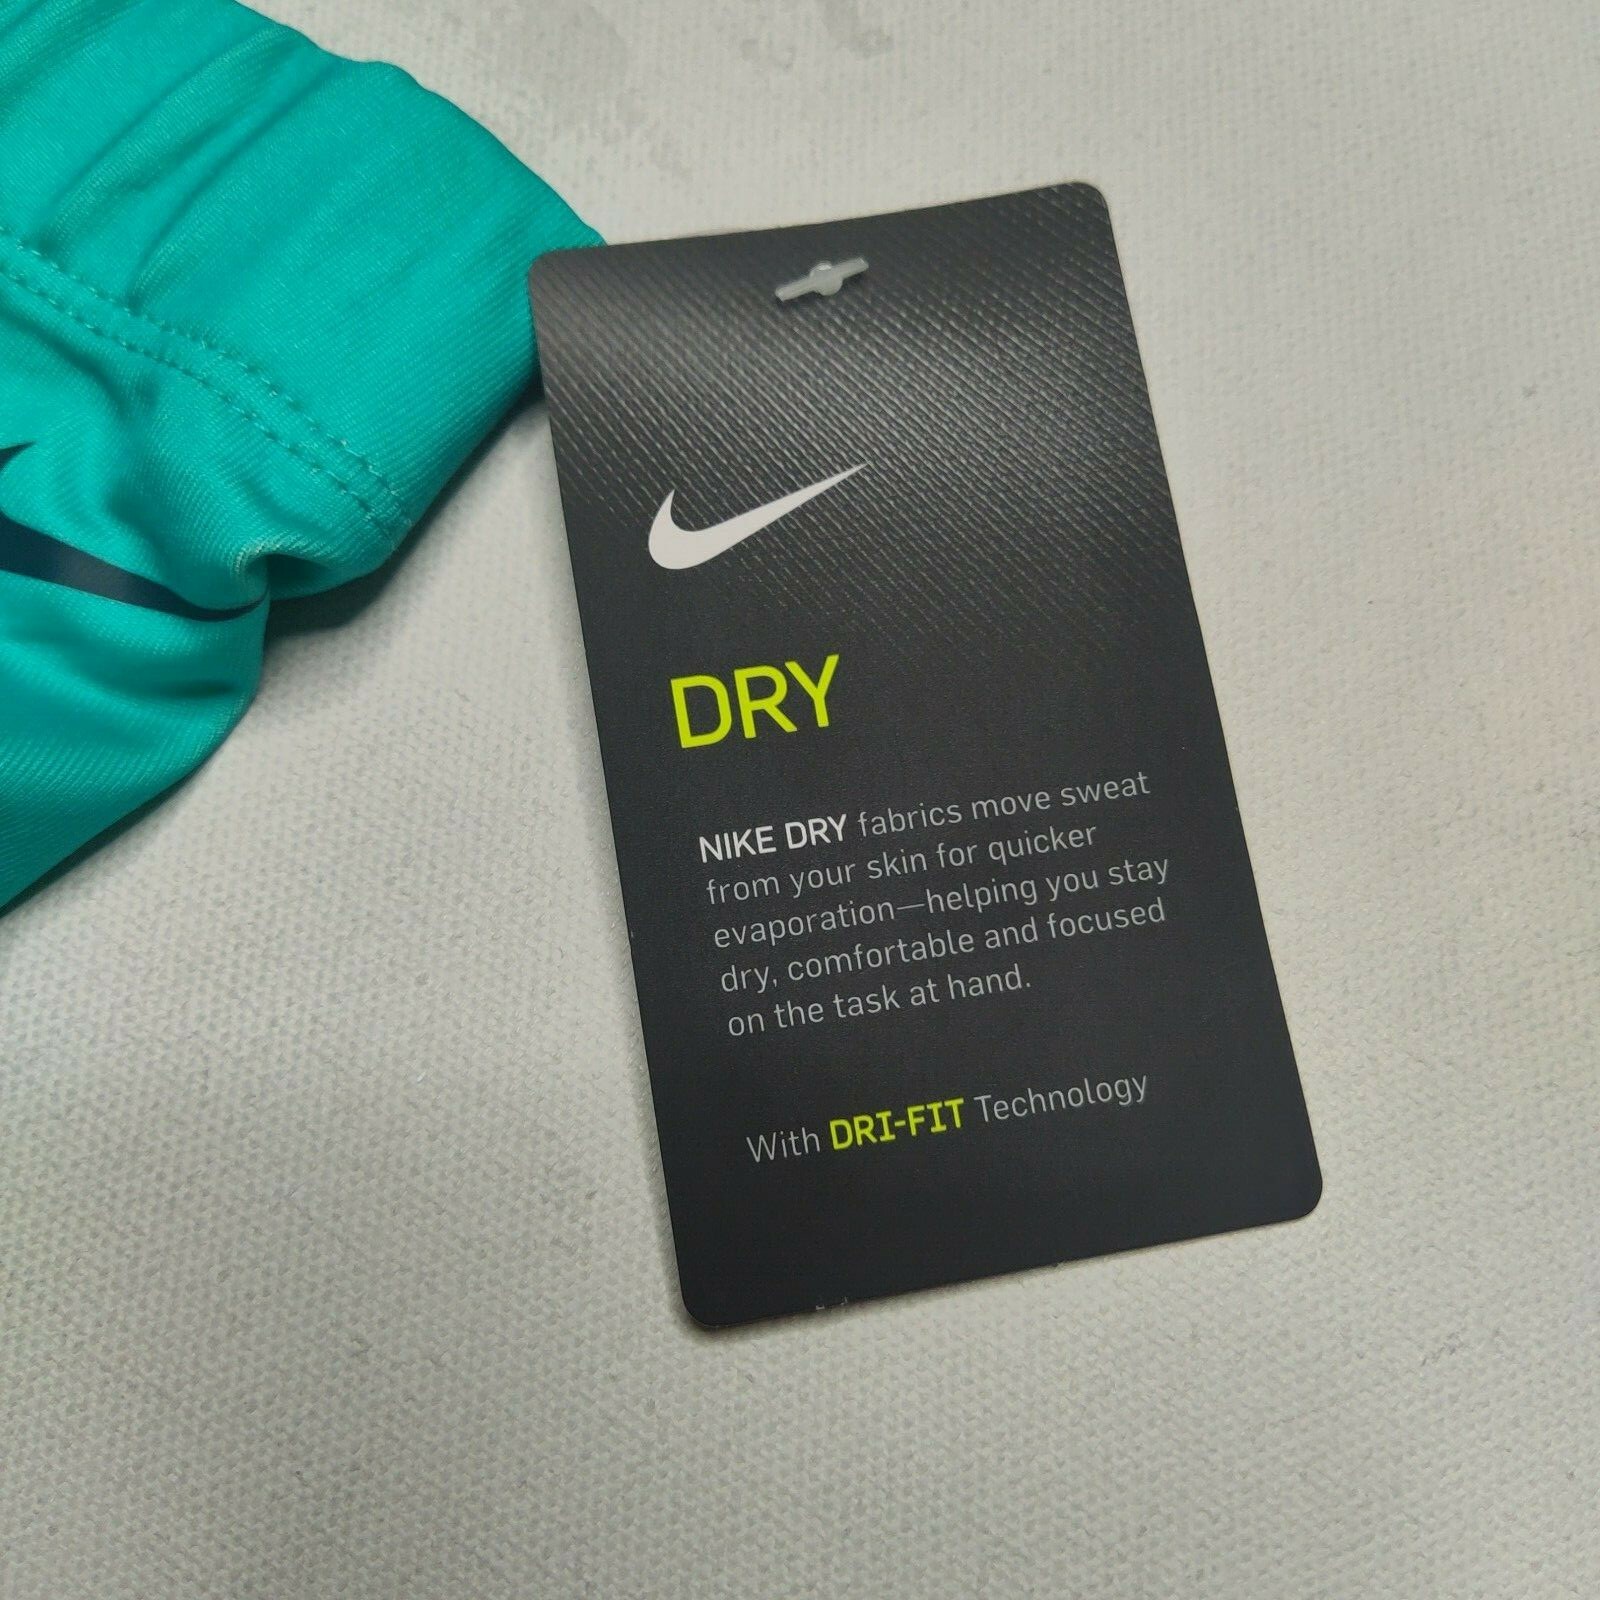 DRY
NIKE DRY fabrics move sweat
from your skin for quicker
evaporation—helping you stay
dry, comfortable and focused
on the task at hand.
With DRI-FIT Technology